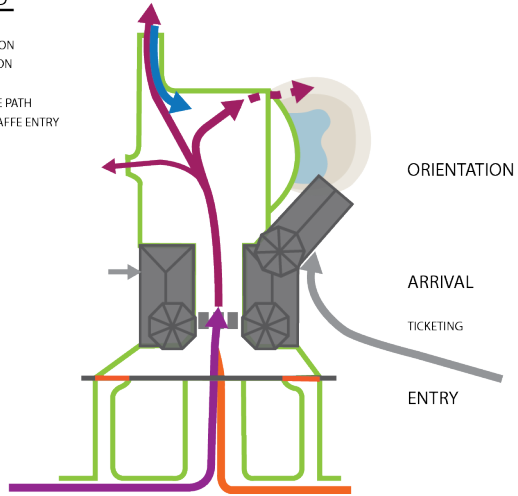 ON
ON
E PATH
AFFE ENTRY
ORIENTATION
ARRIVAL
TICKETING
ENTRY